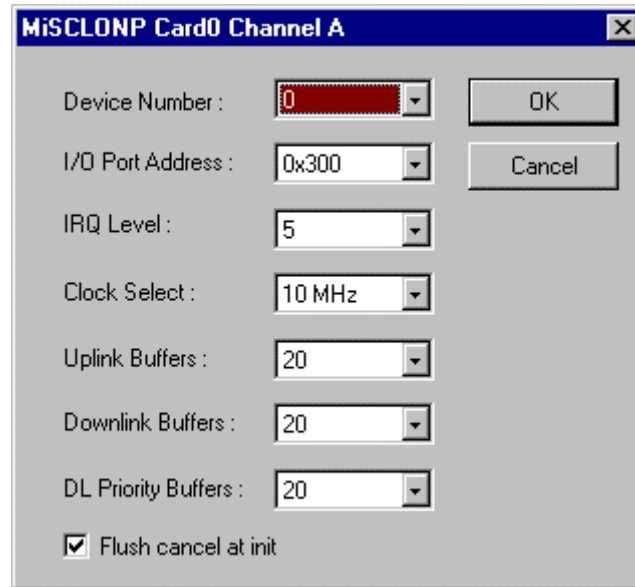 MiSCLONP Card0 Channel A
Device Number : 0 OK
I/O Port Address : 0x300 Cancel
IRQ Level : 5
Clock Select : 10 MHz
Uplink Buffers : 20
Downlink Buffers : 20
DL Priority Buffers : 20
Flush cancel at init